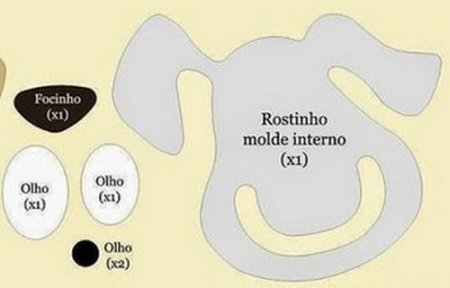 Focinho
(x1)
Rostinho
molde interno
(x1)
Olho
(x1)
Olho
(x1)
Olho
(x2)